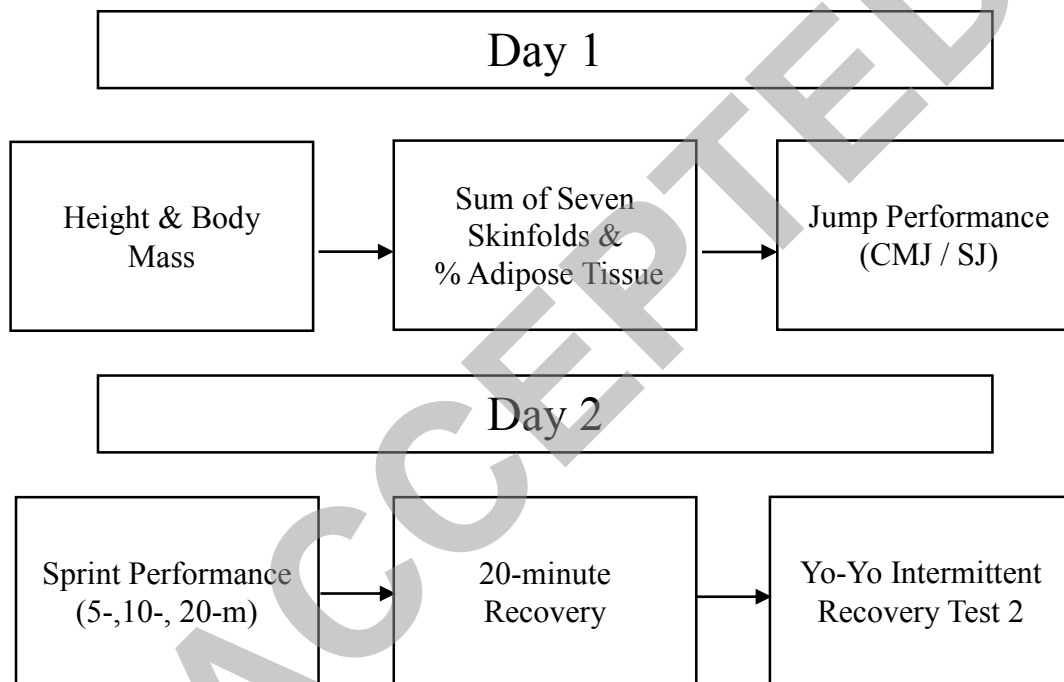 Day 1
Height & Body
Mass
Sum of Seven
Skinfolds &
% Adipose Tissue
Jump Performance
(CMJ / SJ)
Day 2
Sprint Performance
(5-,10-, 20-m)
20-minute
Recovery
Yo-Yo Intermittent
Recovery Test 2
ACCEPTED